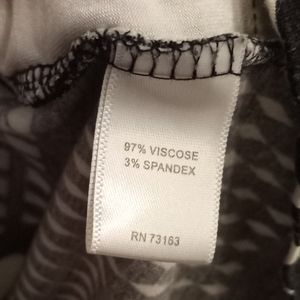 97% VISCOSE
3% SPANDEX
RN 73163